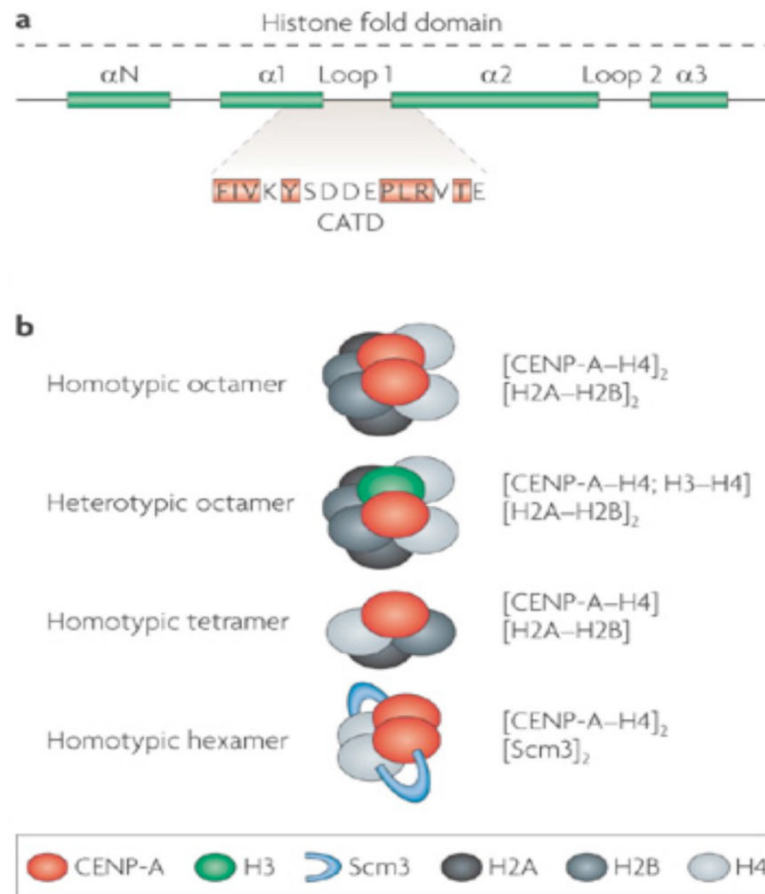 a
Histone fold domain
αN α1 Loop 1 α2 Loop 2 α3
FIVKYSDDEPLRVTE
CATD
b
Homotypic octamer
[CENP-A–H4]₂
[H2A–H2B]₂
Heterotypic octamer
[CENP-A–H4; H3–H4]
[H2A–H2B]₂
Homotypic tetramer
[CENP-A–H4]
[H2A–H2B]
Homotypic hexamer
[CENP-A–H4]₂
[Scm3]₂
CENP-A H3 Scm3 H2A H2B H4